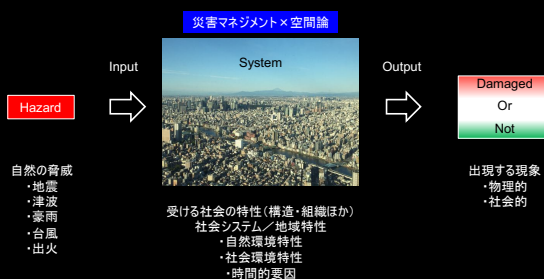 災害マネジメント×空間論
Input
System
Output
Hazard
Damaged
Or
Not
自然の脅威
・地震
・津波
・豪雨
・台風
・出火
受ける社会の特性(構造・組織ほか)
社会システム/地域特性
・自然環境特性
・社会環境特性
・時間的要因
出現する現象
・物理的
・社会的